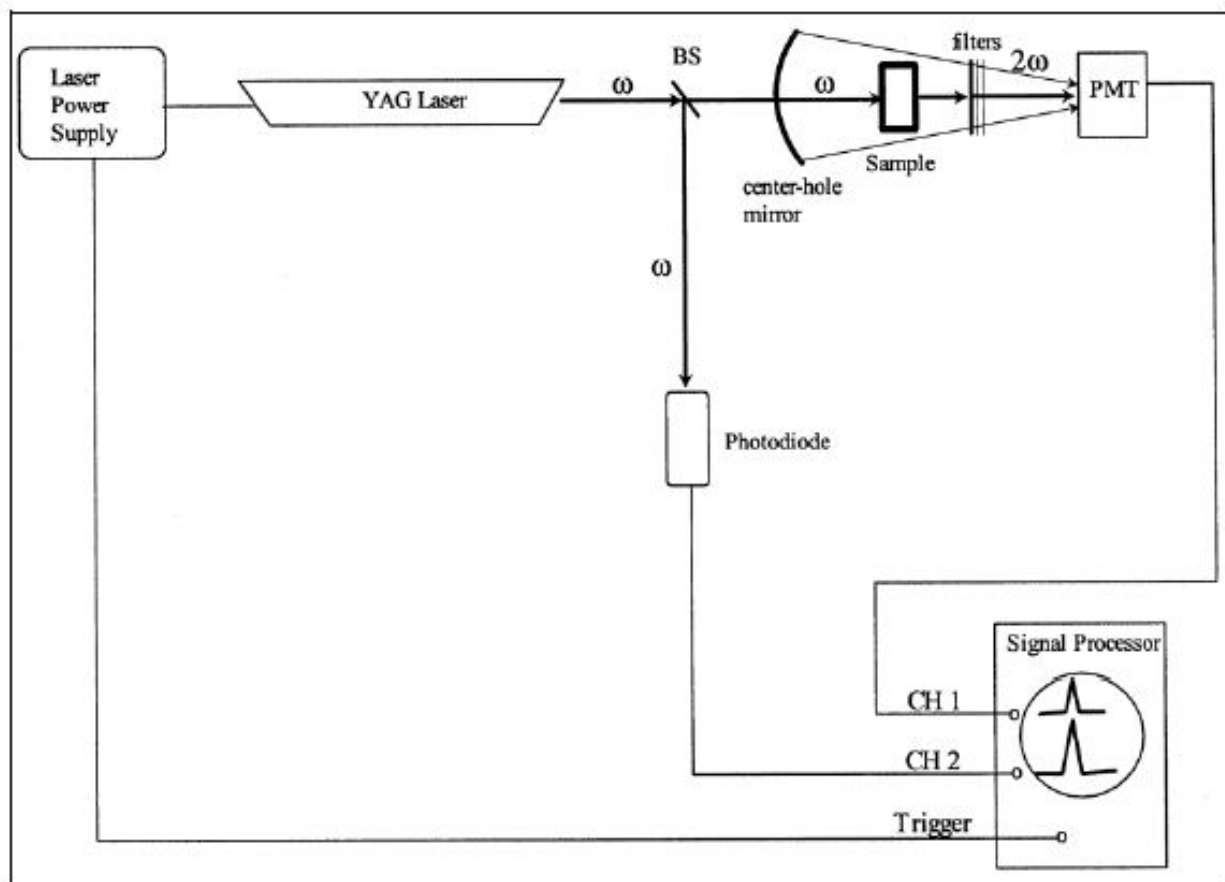 Laser
Power
Supply
YAG Laser
ω
BS
ω
filters
2ω
PMT
Sample
center-hole
mirror
ω
Photodiode
Signal Processor
CH 1
CH 2
Trigger